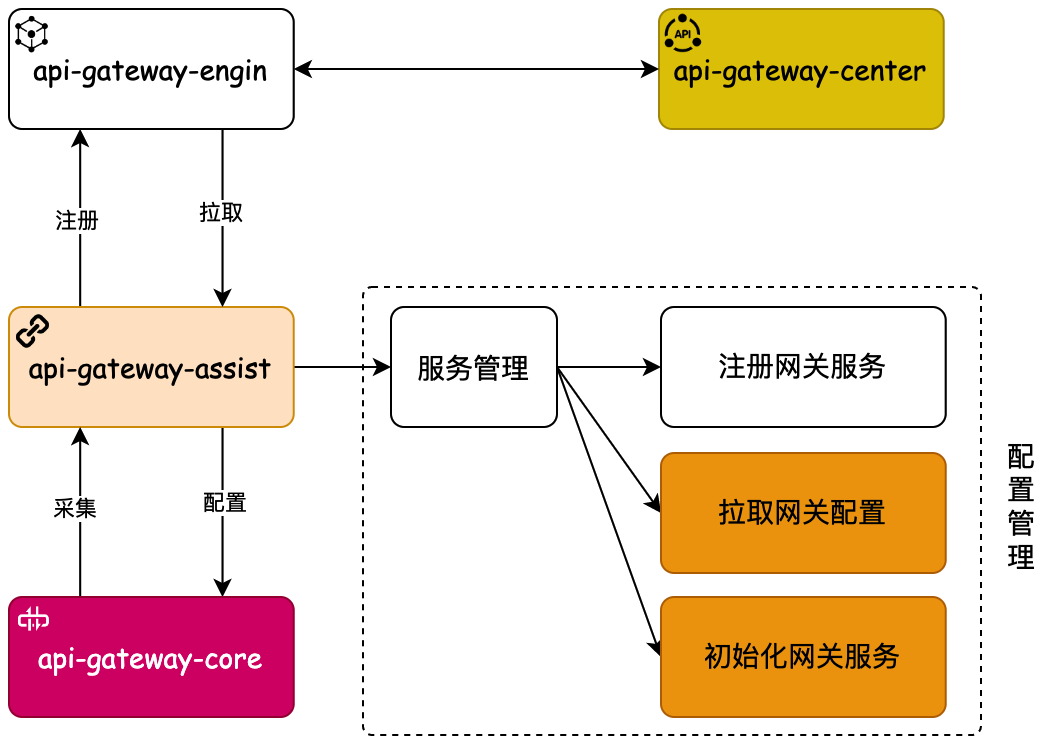 api-gateway-engin
API
api-gateway-center
注册
拉取
api-gateway-assist
服务管理
注册网关服务
拉取网关配置
初始化网关服务
配置管理
采集
配置
api-gateway-core